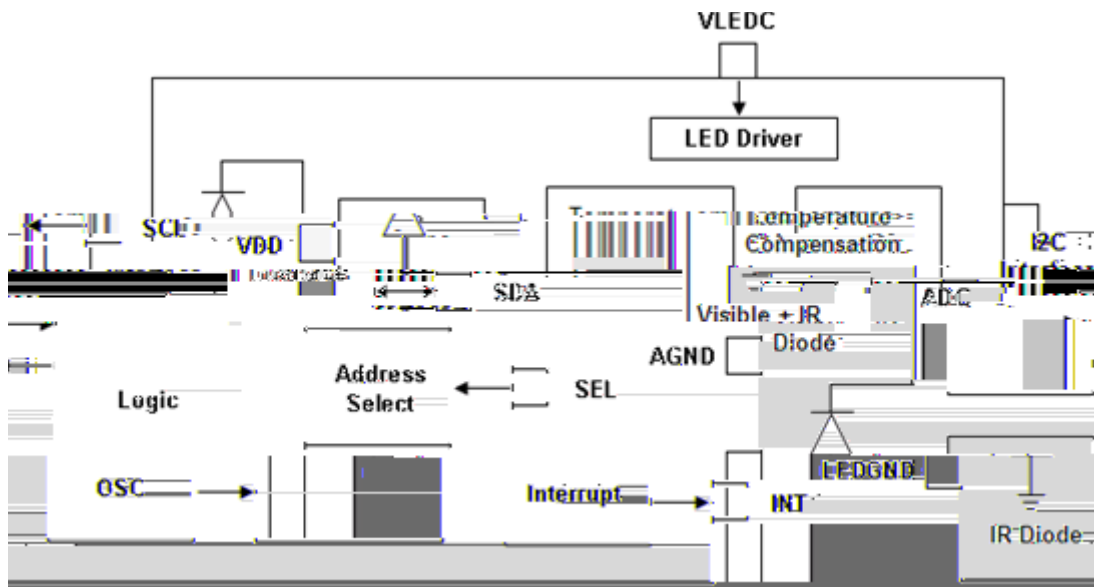 VLEDC
LED Driver
SCL
VDD
Temperature
Compensation
I2C
SDA
ADC
Visible + IR
Diode
AGND
Address
Select
SEL
Logic
LEDGND
OSC
Interrupt
INT
IR Diode